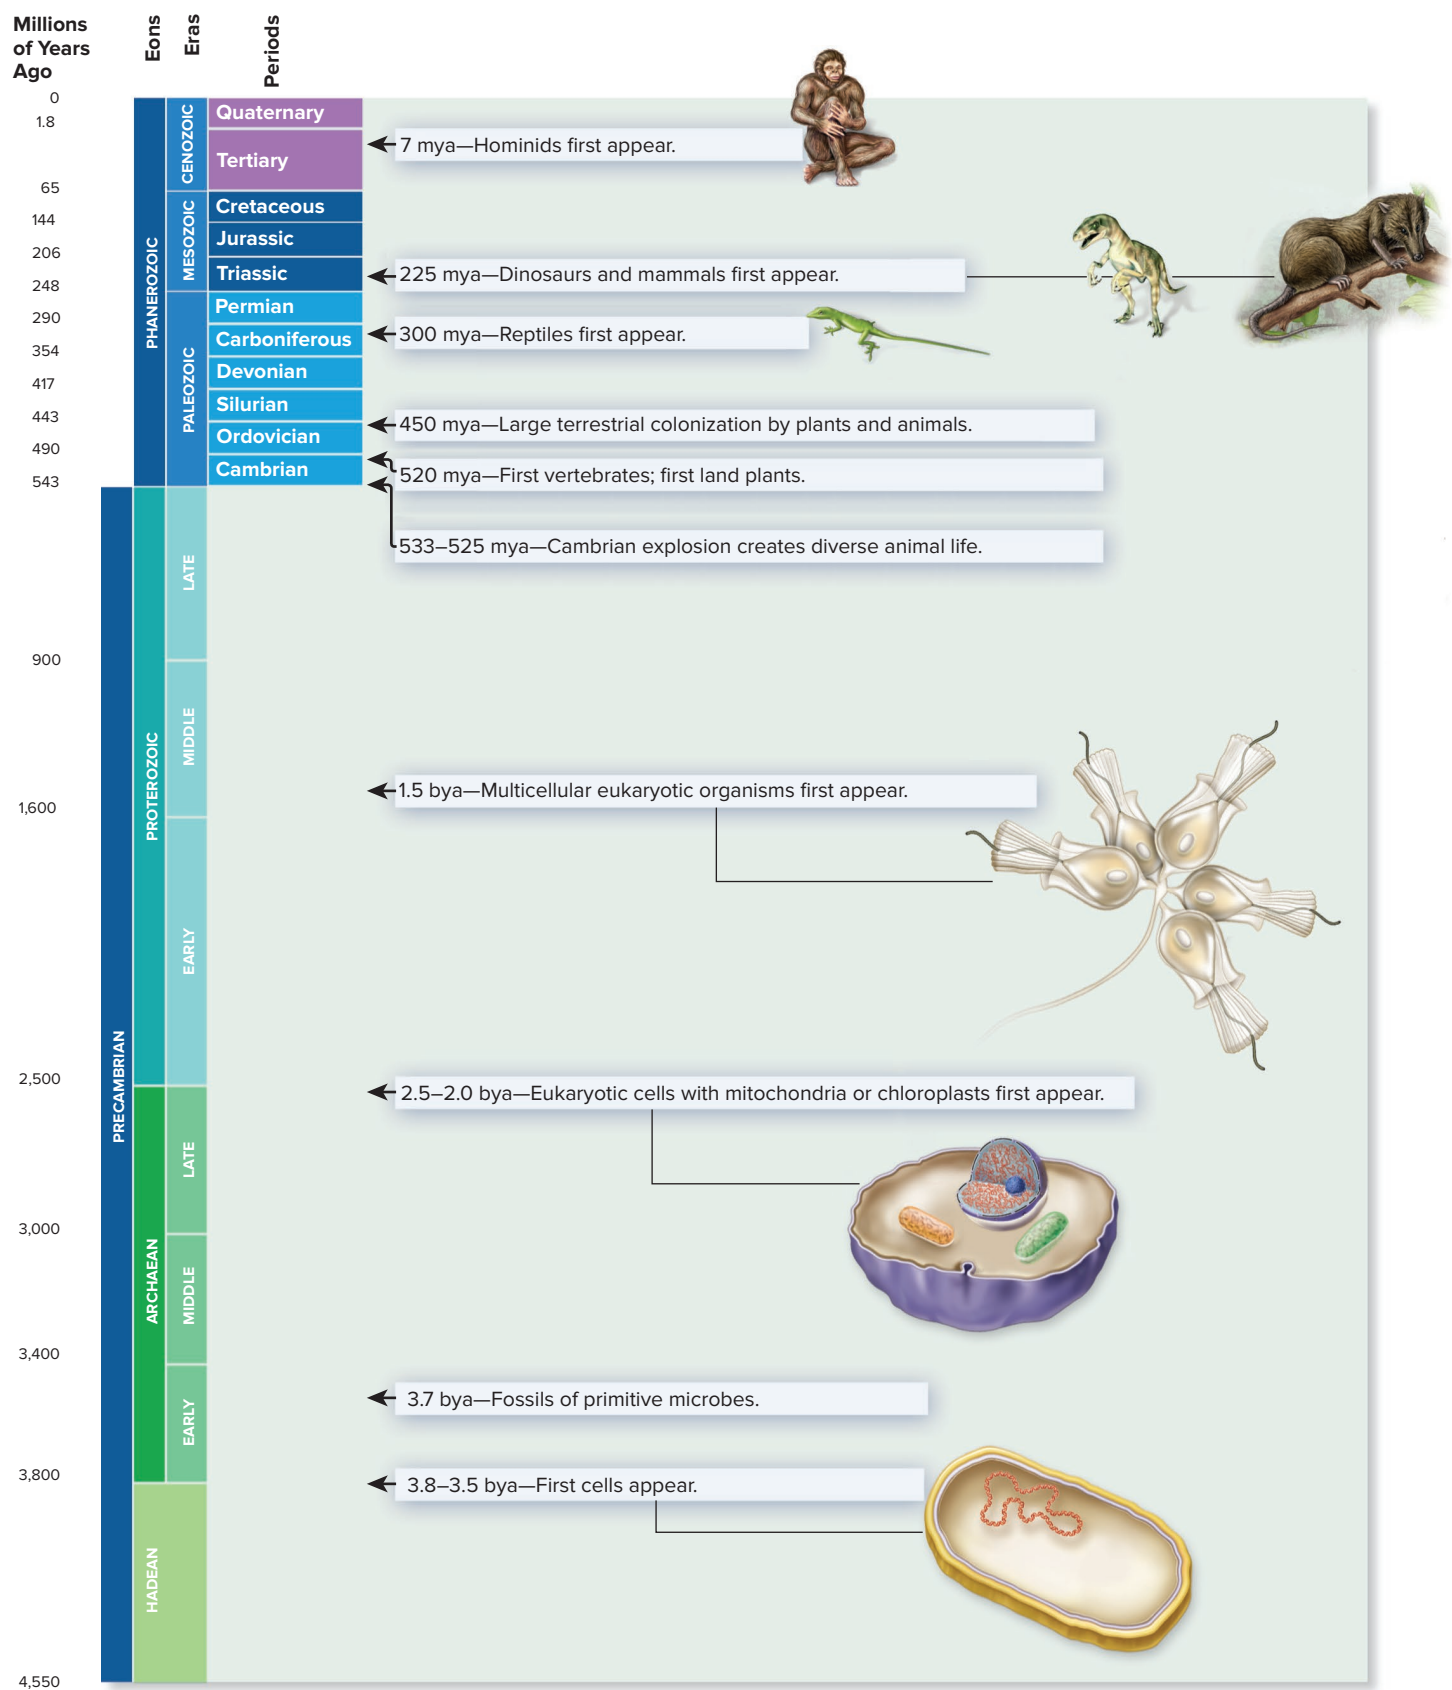 Millions
of Years
Ago
Eons
Eras
Periods
0
1.8
65
144
206
248
290
354
417
443
490
543
900
1,600
2,500
3,000
3,400
3,800
4,550
PRECAMBRIAN
PHANEROZOIC
PROTEROZOIC
ARCHAEAN
HADEAN
CENOZOIC
MESOZOIC
PALEOZOIC
LATE
MIDDLE
EARLY
LATE
MIDDLE
EARLY
Quaternary
Tertiary
Cretaceous
Jurassic
Triassic
Permian
Carboniferous
Devonian
Silurian
Ordovician
Cambrian
7 mya—Hominids first appear.
225 mya—Dinosaurs and mammals first appear.
300 mya—Reptiles first appear.
450 mya—Large terrestrial colonization by plants and animals.
520 mya—First vertebrates; first land plants.
533–525 mya—Cambrian explosion creates diverse animal life.
1.5 bya—Multicellular eukaryotic organisms first appear.
2.5–2.0 bya—Eukaryotic cells with mitochondria or chloroplasts first appear.
3.7 bya—Fossils of primitive microbes.
3.8–3.5 bya—First cells appear.